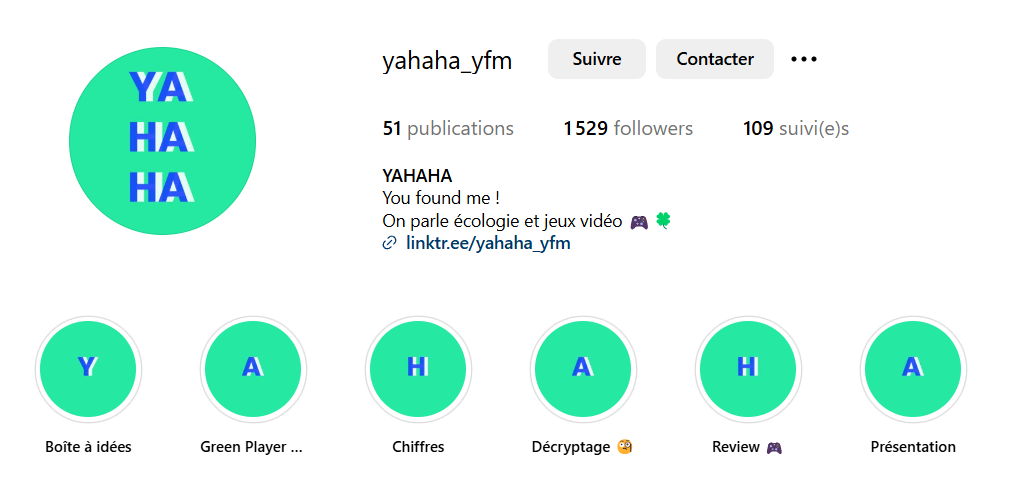 YA
HA
HA
yahaha_yfm
Suivre
Contacter
51 publications
1 529 followers
109 suivi(e)s
YAHAHA
You found me !
On parle écologie et jeux vidéo 🎮 🍀
linktr.ee/yahaha_yfm
Y
A
H
A
H
A
Boîte à idées
Green Player ...
Chiffres
Décryptage 🧐
Review 🎮
Présentation